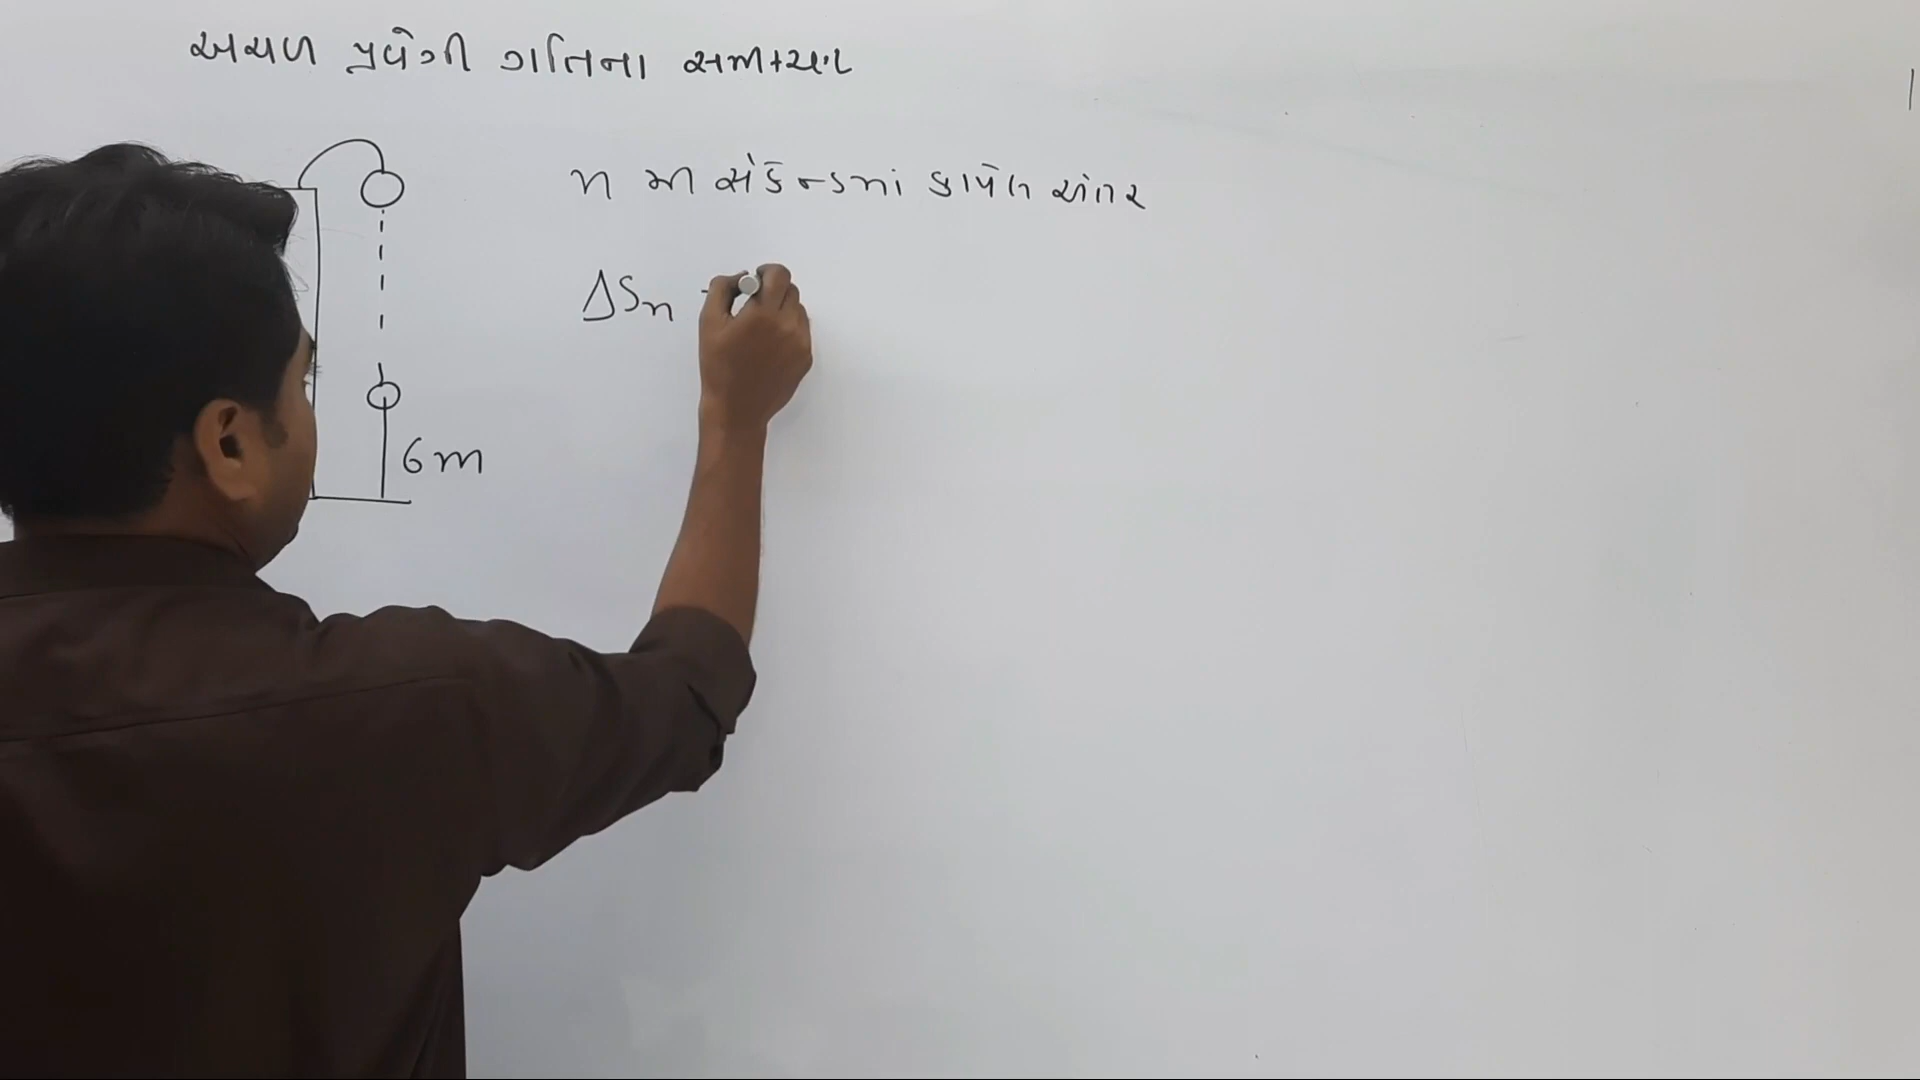 અચળ પ્રવેગી ગતિના સમીકરણ
n મા સેકન્ડમાં કાપેલ અંતર
ΔSn
6m